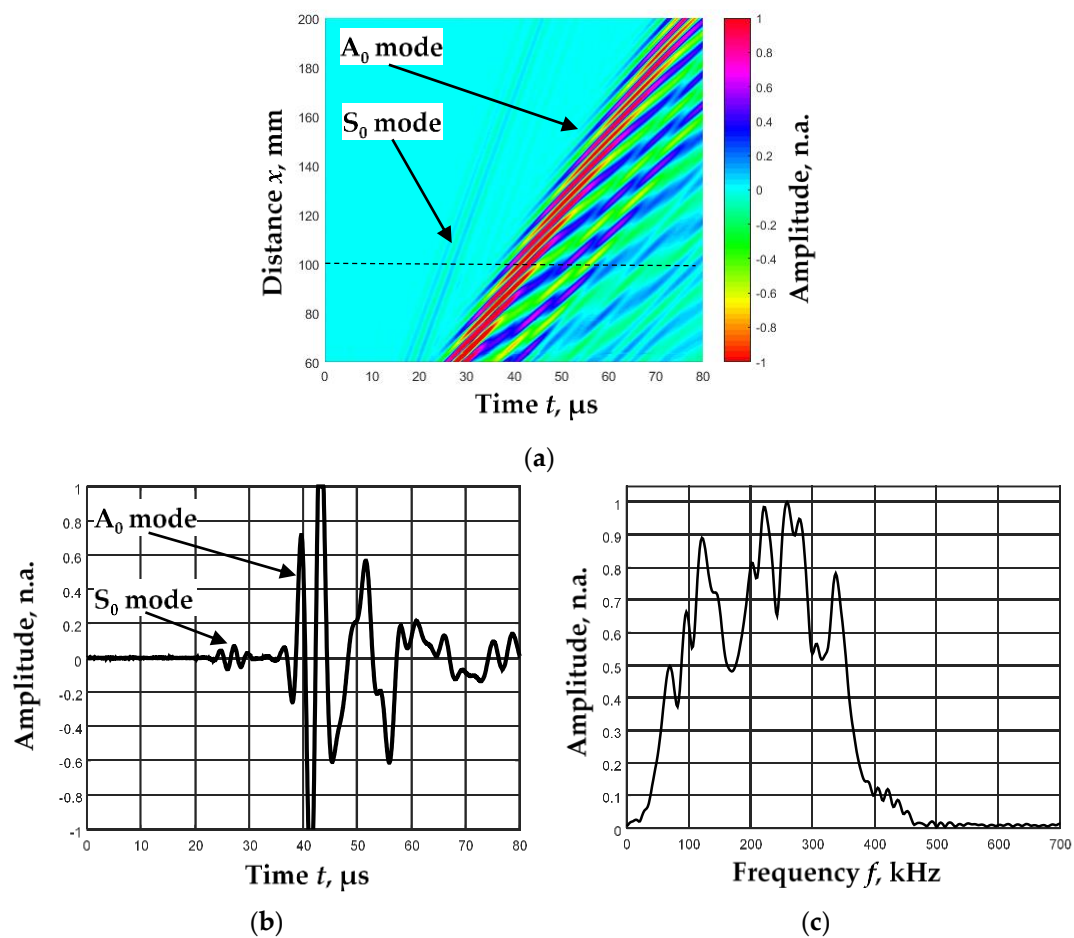 200
180
160
140
120
100
80
60
Distance x, mm
A0 mode
S0 mode
0 10 20 30 40 50 60 70 80
Time t, μs
1
0.8
0.6
0.4
0.2
0
-0.2
-0.4
-0.6
-0.8
-1
Amplitude, n.a.
(a)
1
0.8
0.6
0.4
0.2
0
-0.2
-0.4
-0.6
-0.8
-1
Amplitude, n.a.
A0 mode
S0 mode
0 10 20 30 40 50 60 70 80
Time t, μs
(b)
1
0.9
0.8
0.7
0.6
0.5
0.4
0.3
0.2
0.1
0
Amplitude, n.a.
0 100 200 300 400 500 600 700
Frequency f, kHz
(c)